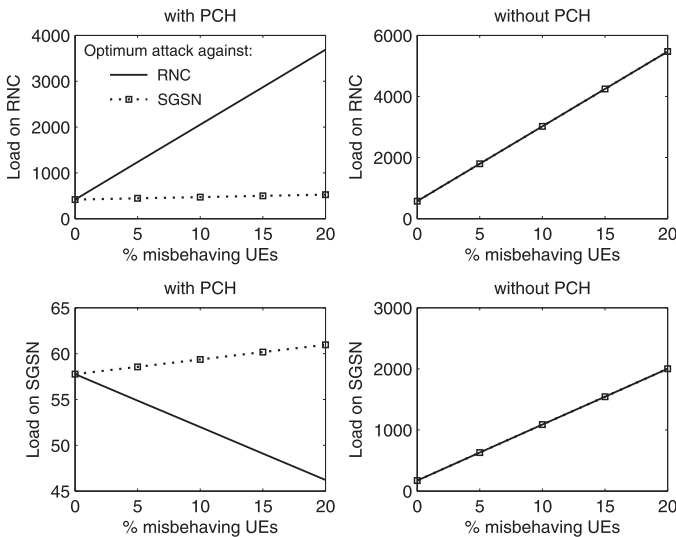 with PCH
4000
3000
2000
1000
0
Load on RNC
Optimum attack against:
RNC
SGSN
0 5 10 15 20
% misbehaving UEs
without PCH
6000
4000
2000
0
Load on RNC
0 5 10 15 20
% misbehaving UEs
with PCH
65
60
55
50
45
Load on SGSN
0 5 10 15 20
% misbehaving UEs
without PCH
3000
2000
1000
0
Load on SGSN
0 5 10 15 20
% misbehaving UEs